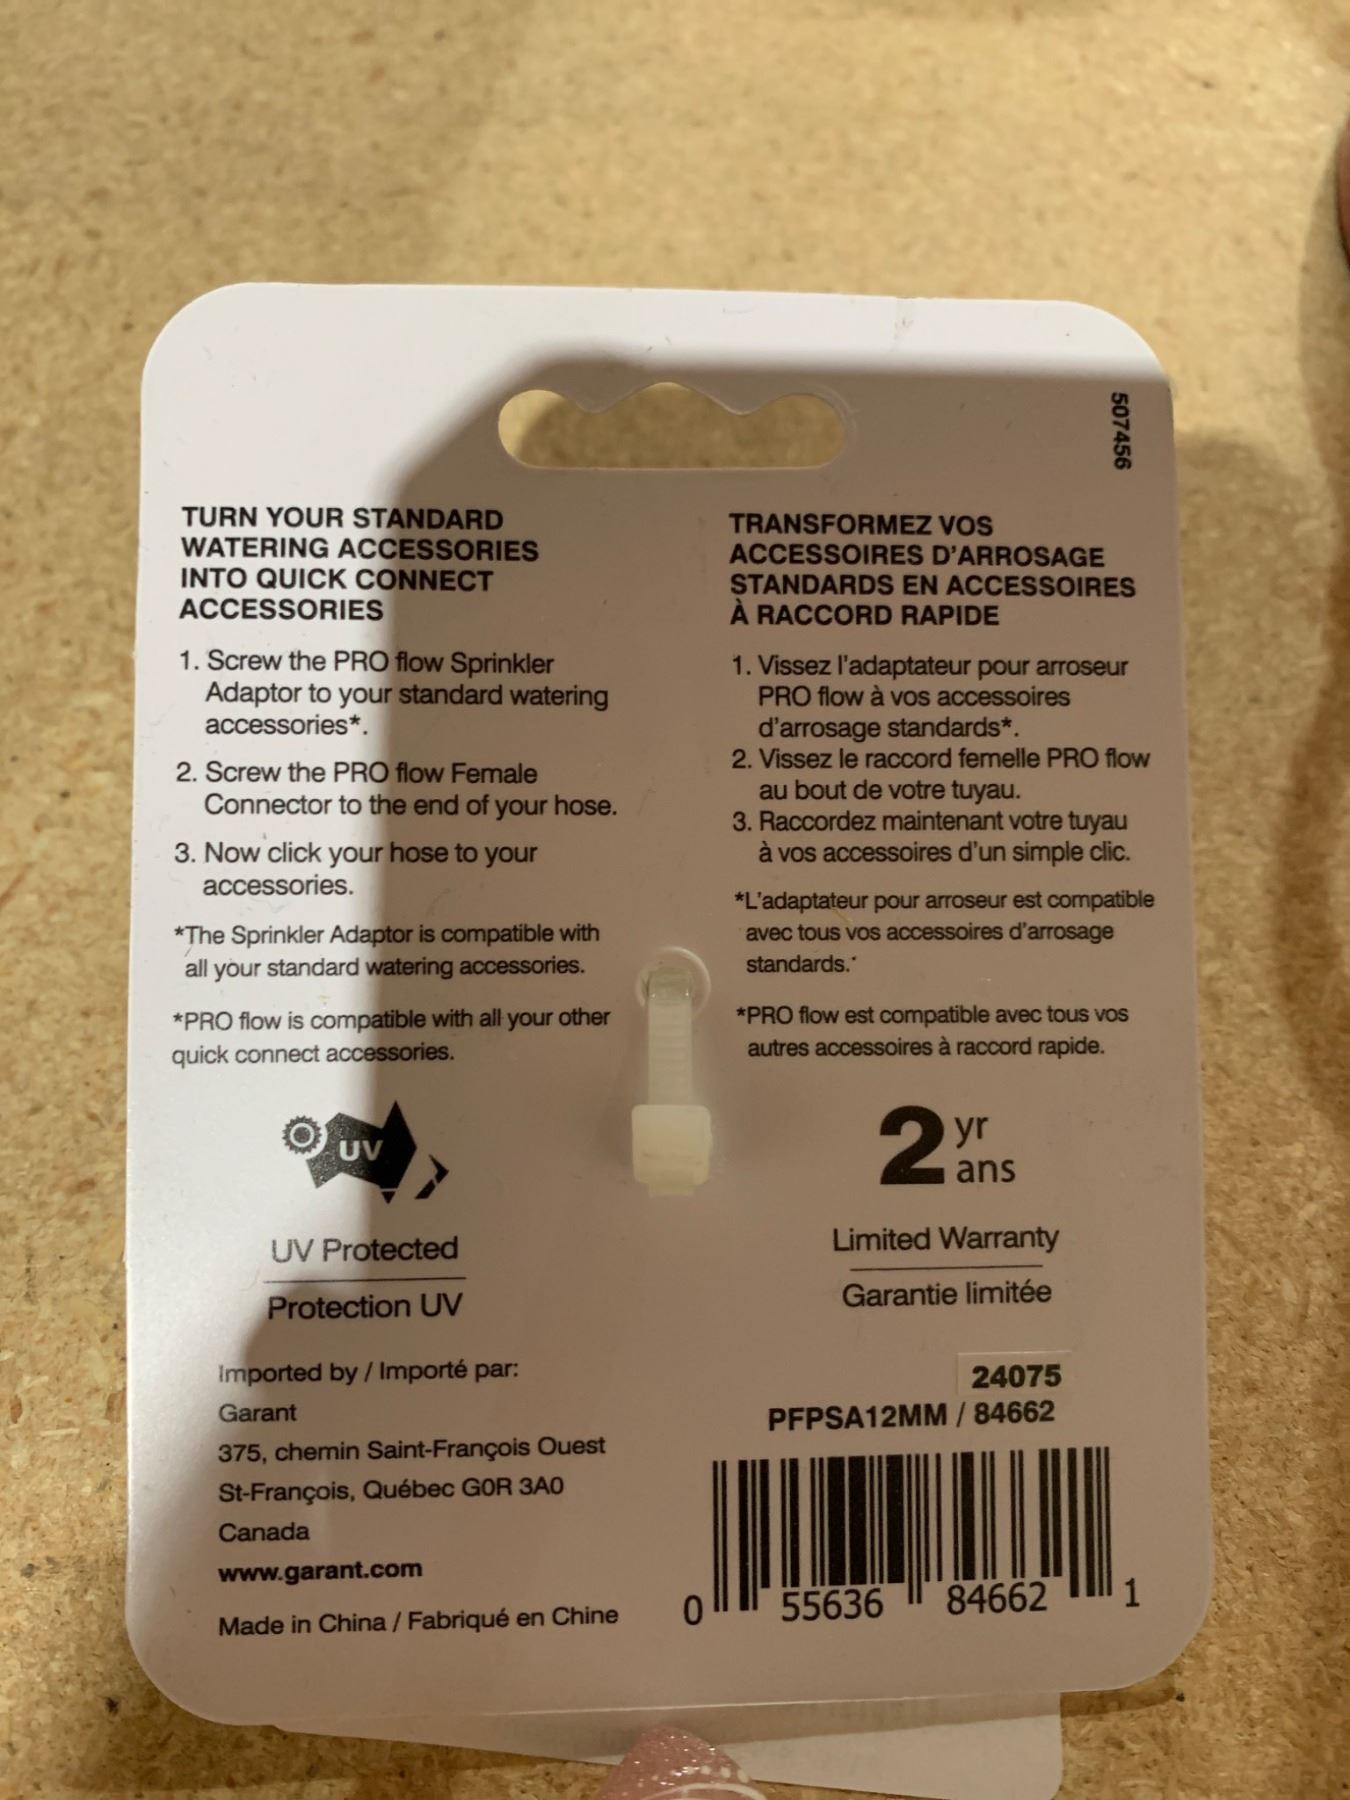 507456
TURN YOUR STANDARD
WATERING ACCESSORIES
INTO QUICK CONNECT
ACCESSORIES
1. Screw the PRO flow Sprinkler
Adaptor to your standard watering
accessories*.
2. Screw the PRO flow Female
Connector to the end of your hose.
3. Now click your hose to your
accessories.
*The Sprinkler Adaptor is compatible with
all your standard watering accessories.
*PRO flow is compatible with all your other
quick connect accessories.
UV
UV Protected
Protection UV
Imported by / Importé par:
Garant
375, chemin Saint-François Ouest
St-François, Québec G0R 3A0
Canada
www.garant.com
Made in China / Fabriqué en Chine
TRANSFORMEZ VOS
ACCESSOIRES D'ARROSAGE
STANDARDS EN ACCESSOIRES
À RACCORD RAPIDE
1. Vissez l'adaptateur pour arroseur
PRO flow à vos accessoires
d'arrosage standards*.
2. Vissez le raccord femelle PRO flow
au bout de votre tuyau.
3. Raccordez maintenant votre tuyau
à vos accessoires d'un simple clic.
*L'adaptateur pour arroseur est compatible
avec tous vos accessoires d'arrosage
standards.*
*PRO flow est compatible avec tous vos
autres accessoires à raccord rapide.
2 yr
ans
Limited Warranty
Garantie limitée
24075
PFPSA12MM / 84662
0 55636 84662 1